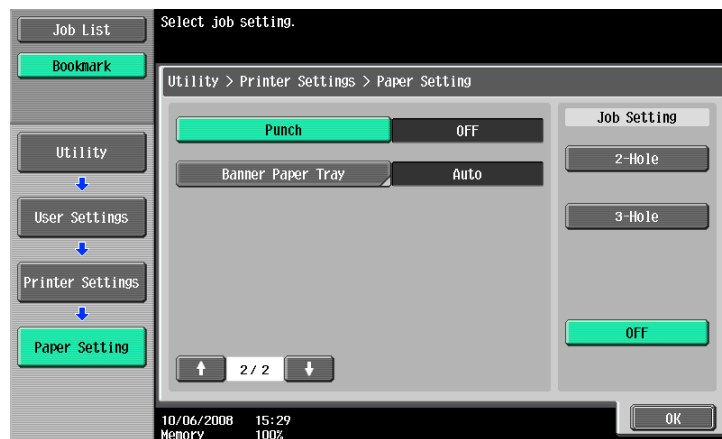 Job List
Bookmark
Utility
User Settings
Printer Settings
Paper Setting
Select job setting.
Utility > Printer Settings > Paper Setting
Punch OFF
Banner Paper Tray Auto
2/ 2
Job Setting
2-Hole
3-Hole
OFF
10/06/2008 15:29
Memory 100%
OK